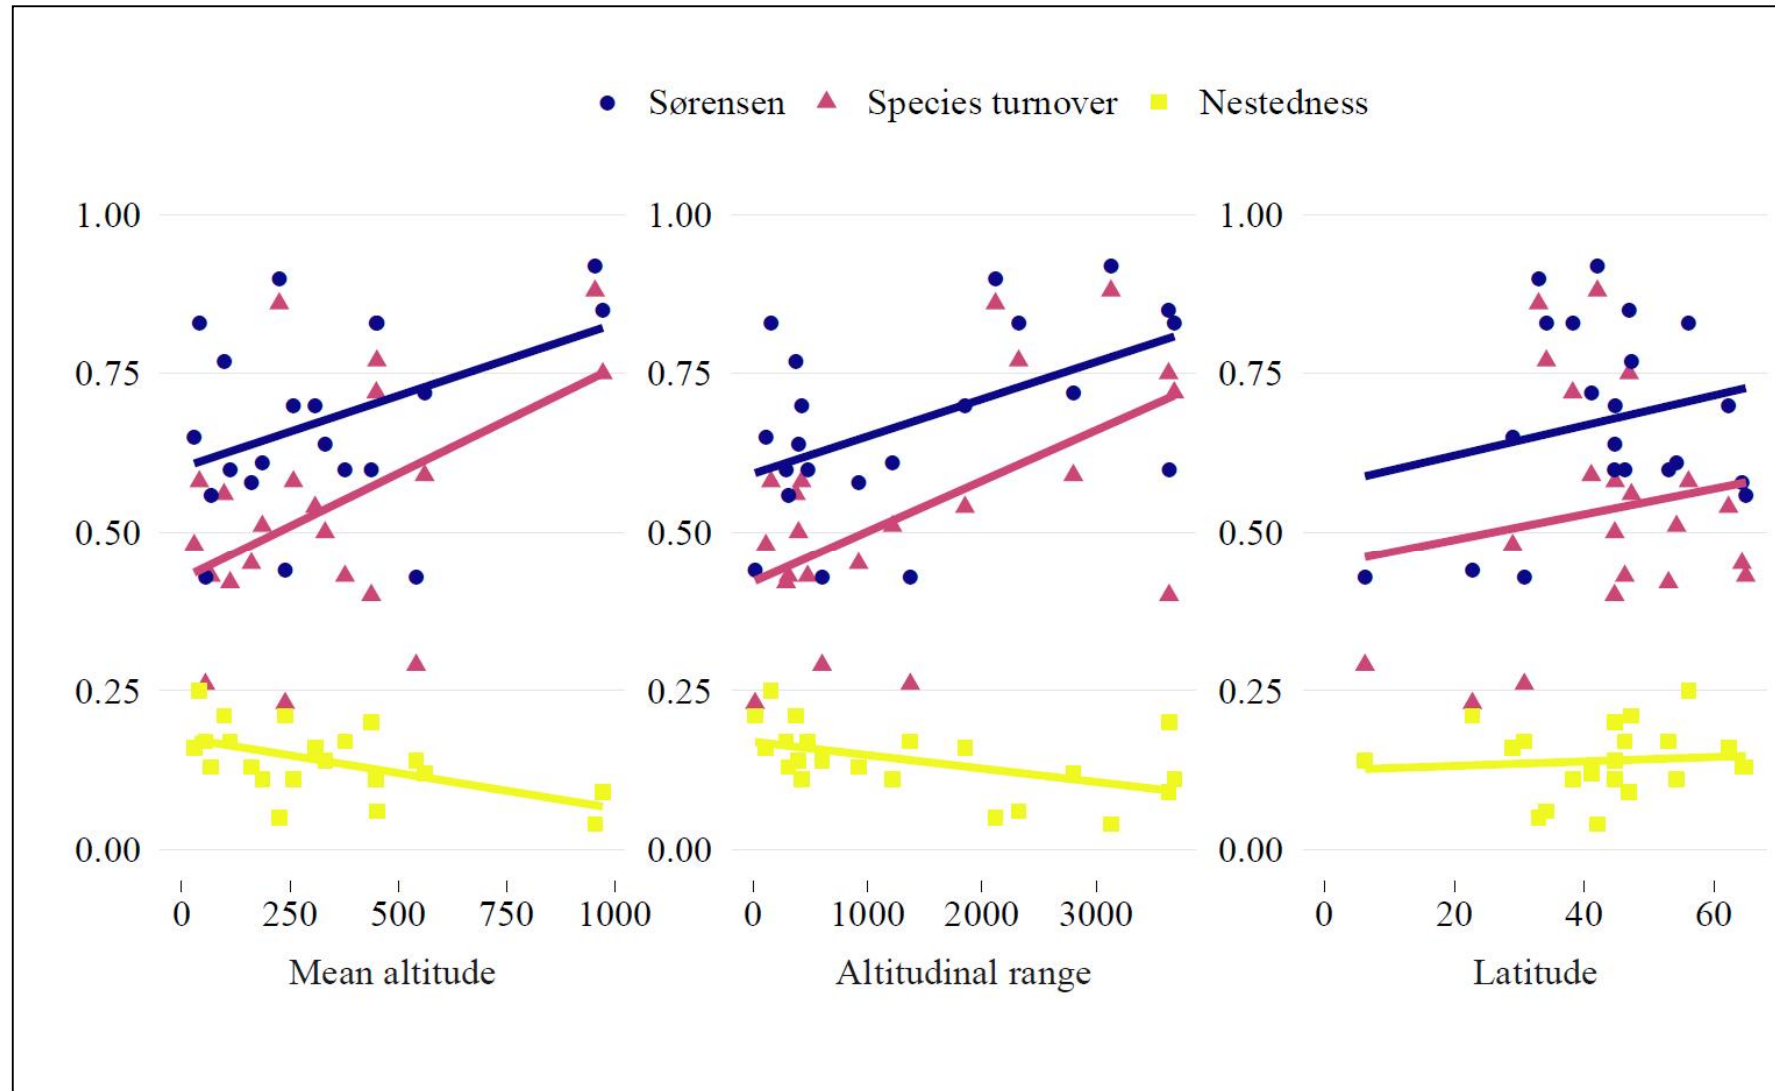 Sørensen Species turnover Nestedness
1.00 1.00 1.00
0.75 0.75 0.75
0.50 0.50 0.50
0.25 0.25 0.25
0.00 0.00 0.00
0 250 500 750 1000 0 1000 2000 3000 0 20 40 60
Mean altitude Altitudinal range Latitude